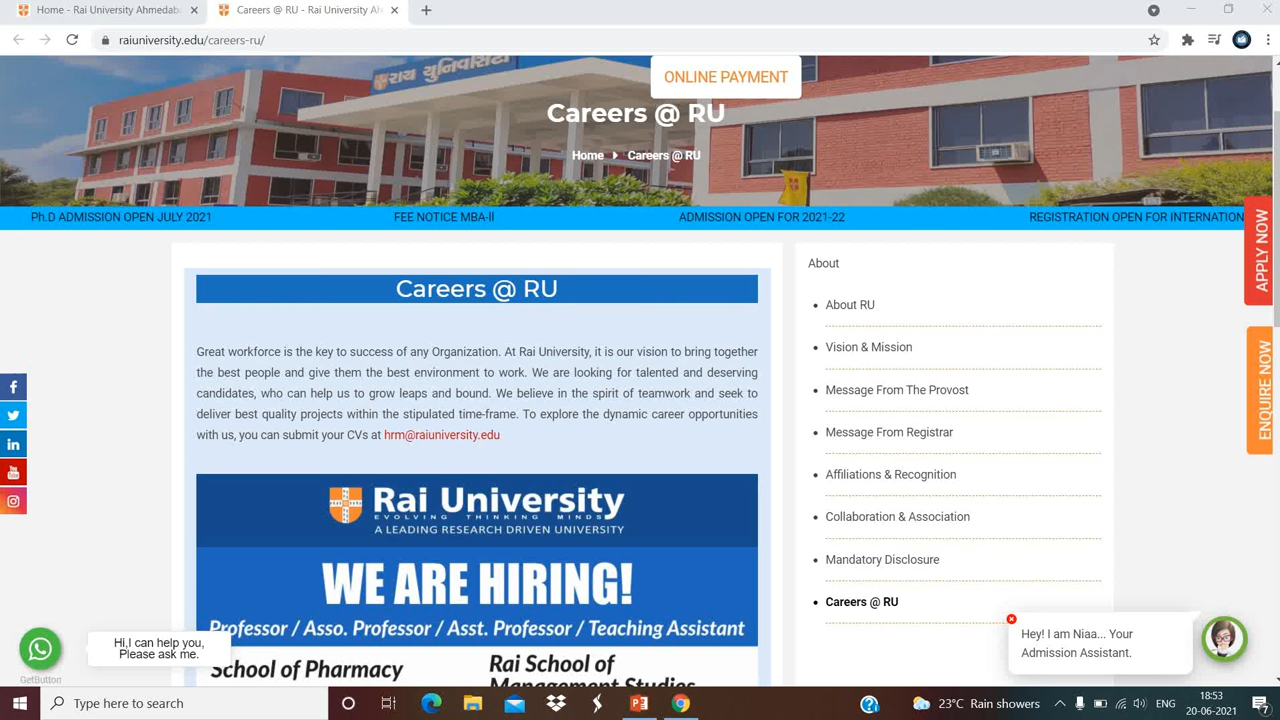 Home - Rai University Ahmedab
Careers @ RU - Rai University Ah
raiuniversity.edu/careers-ru/
राय युनिवर्सिटी
ONLINE PAYMENT
Careers @ RU
Home Careers @ RU
Ph.D ADMISSION OPEN JULY 2021 FEE NOTICE MBA-II ADMISSION OPEN FOR 2021-22 REGISTRATION OPEN FOR INTERNATION
APPLY NOW
ENQUIRE NOW
Careers @ RU
Great workforce is the key to success of any Organization. At Rai University, it is our vision to bring together
the best people and give them the best environment to work. We are looking for talented and deserving
candidates, who can help us to grow leaps and bound. We believe in the spirit of teamwork and seek to
deliver best quality projects within the stipulated time-frame. To explore the dynamic career opportunities
with us, you can submit your CVs at hrm@raiuniversity.edu
Rai University
EVOLVING THINKING MINDS
A LEADING RESEARCH DRIVEN UNIVERSITY
WE ARE HIRING!
Professor / Asso. Professor / Asst. Professor / Teaching Assistant
School of Pharmacy
Rai School of
Management Studies
About
About RU
Vision & Mission
Message From The Provost
Message From Registrar
Affiliations & Recognition
Collaboration & Association
Mandatory Disclosure
Careers @ RU
Hi,I can help you,
Please ask me.
GetButton
Hey! I am Niaa... Your
Admission Assistant.
Type here to search
23°C Rain showers
ENG
18:53
20-06-2021
7